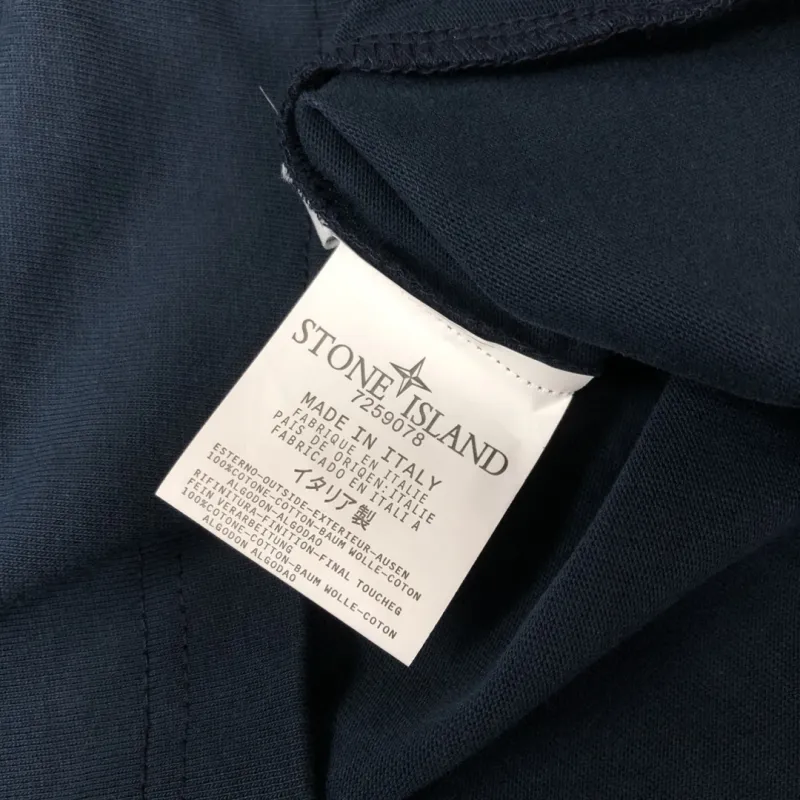 STONE ISLAND
7259078
MADE IN ITALY
FABRIQUE EN ITALIE
PAIS DE ORIQEN:ITALIE
FABRICADO EN ITALI A
イタリア製
ESTERNO-OUTSIDE-EXTERIEUR-AUSEN
100%COTONE-COTTON-BAUM WOLLE-COTON
ALGODON-ALGODAO
RIFINITURA-FINITION-FINAL TOUCHEG
FEIN VERARBEITUNG
100%COTONE-COTTON-BAUM WOLLE-COTON
ALGODON ALGODAO